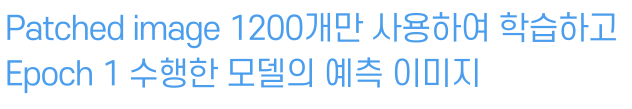 Patched image 1200개만 사용하여 학습하고
Epoch 1 수행한 모델의 예측 이미지